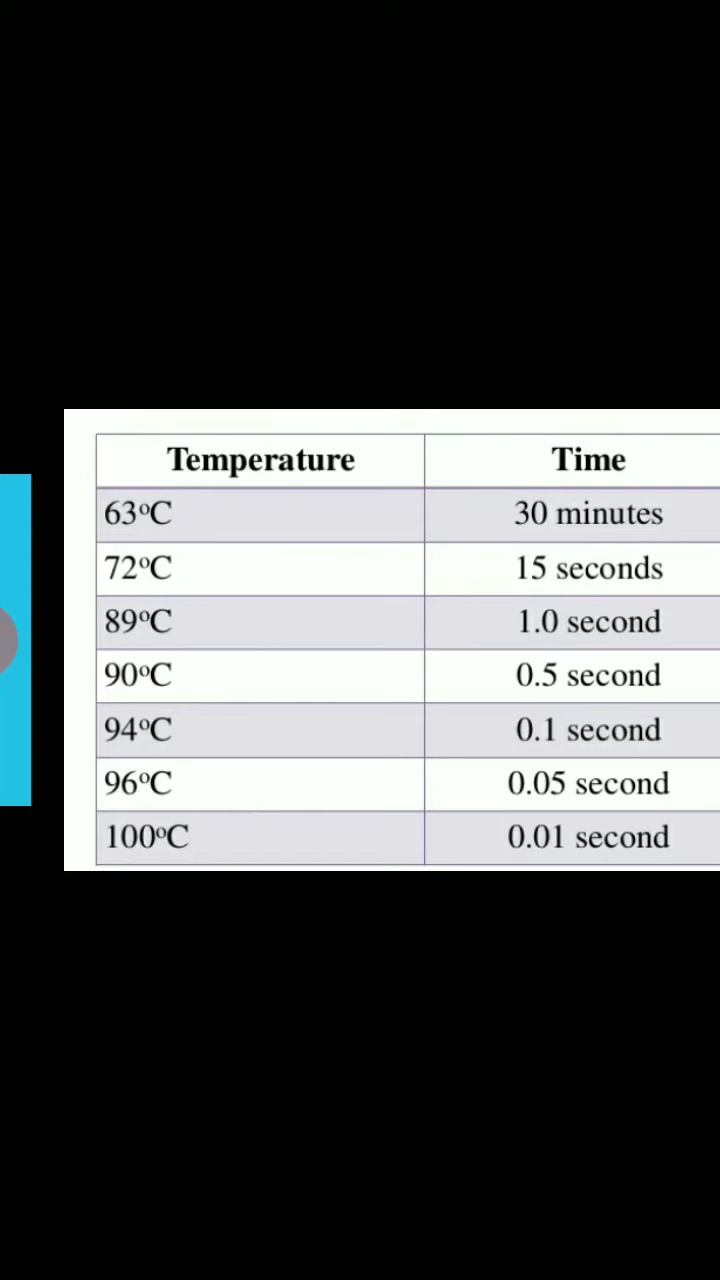 Temperature Time
63ºC 30 minutes
72ºC 15 seconds
89ºC 1.0 second
90ºC 0.5 second
94ºC 0.1 second
96ºC 0.05 second
100ºC 0.01 second